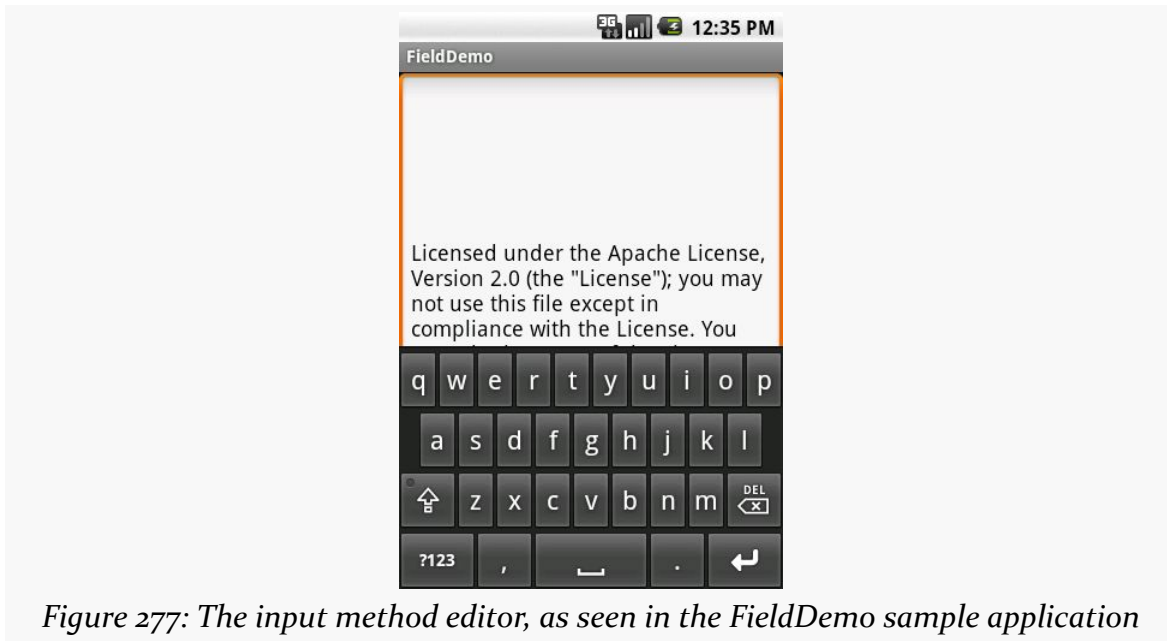 3G 12:35 PM
FieldDemo
Licensed under the Apache License,
Version 2.0 (the "License"); you may
not use this file except in
compliance with the License. You
q w e r t y u i o p
a s d f g h j k l
z x c v b n m DEL
?123 , .
Figure 277: The input method editor, as seen in the FieldDemo sample application